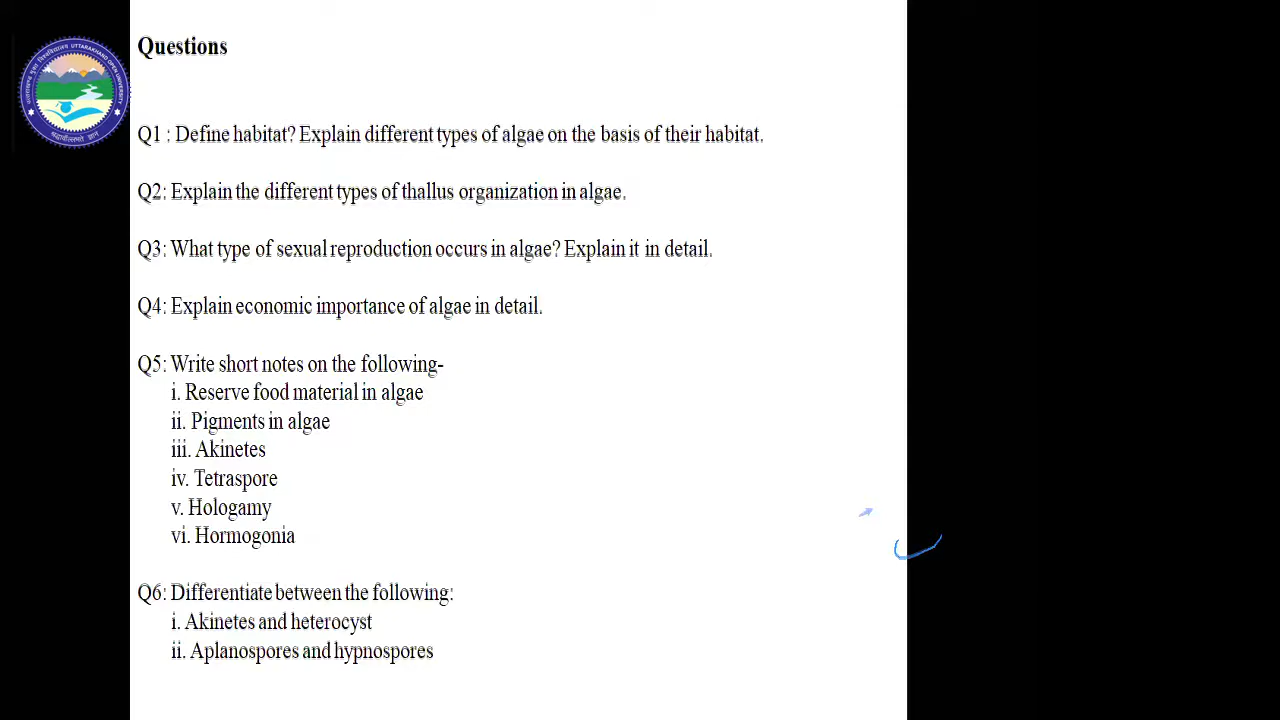 UTTARAKHAND OPEN UNIVERSITY
Questions
Q1 : Define habitat? Explain different types of algae on the basis of their habitat.
Q2: Explain the different types of thallus organization in algae.
Q3: What type of sexual reproduction occurs in algae? Explain it in detail.
Q4: Explain economic importance of algae in detail.
Q5: Write short notes on the following-
i. Reserve food material in algae
ii. Pigments in algae
iii. Akinetes
iv. Tetraspore
v. Hologamy
vi. Hormogonia
Q6: Differentiate between the following:
i. Akinetes and heterocyst
ii. Aplanospores and hypnospores